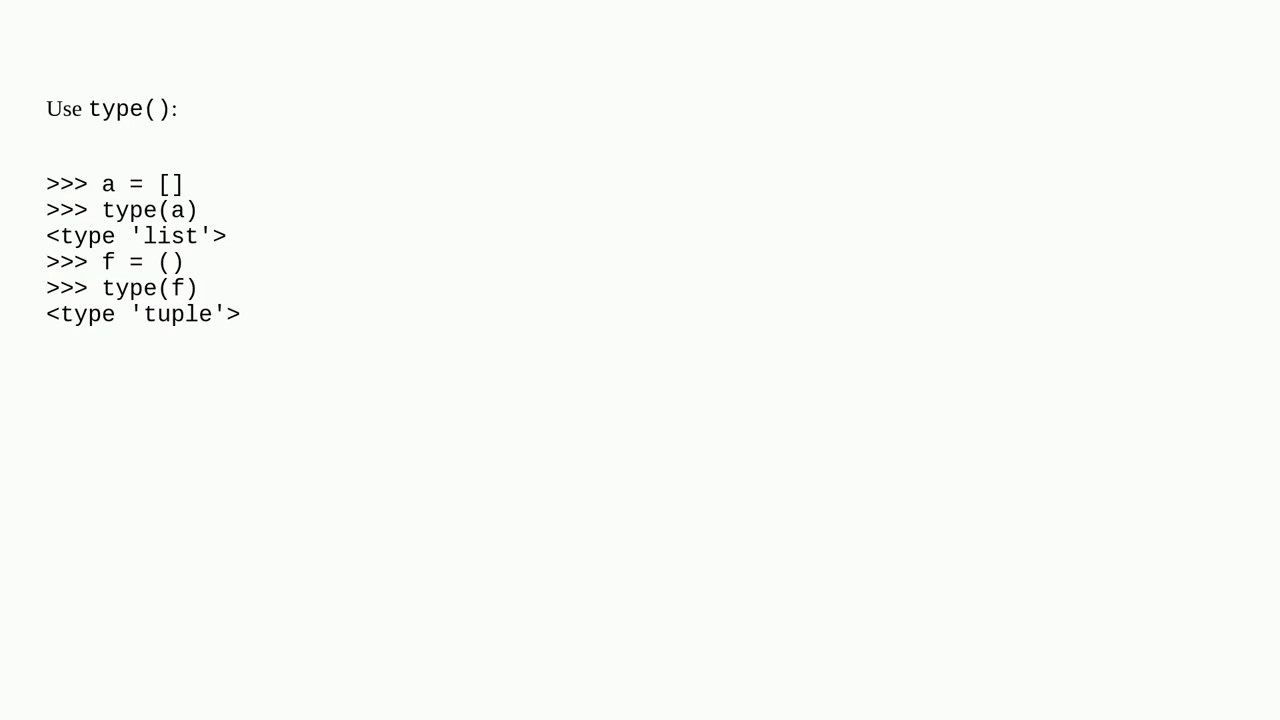 Use type():
>>> a = []
>>> type(a)
<type 'list'>
>>> f = ()
>>> type(f)
<type 'tuple'>